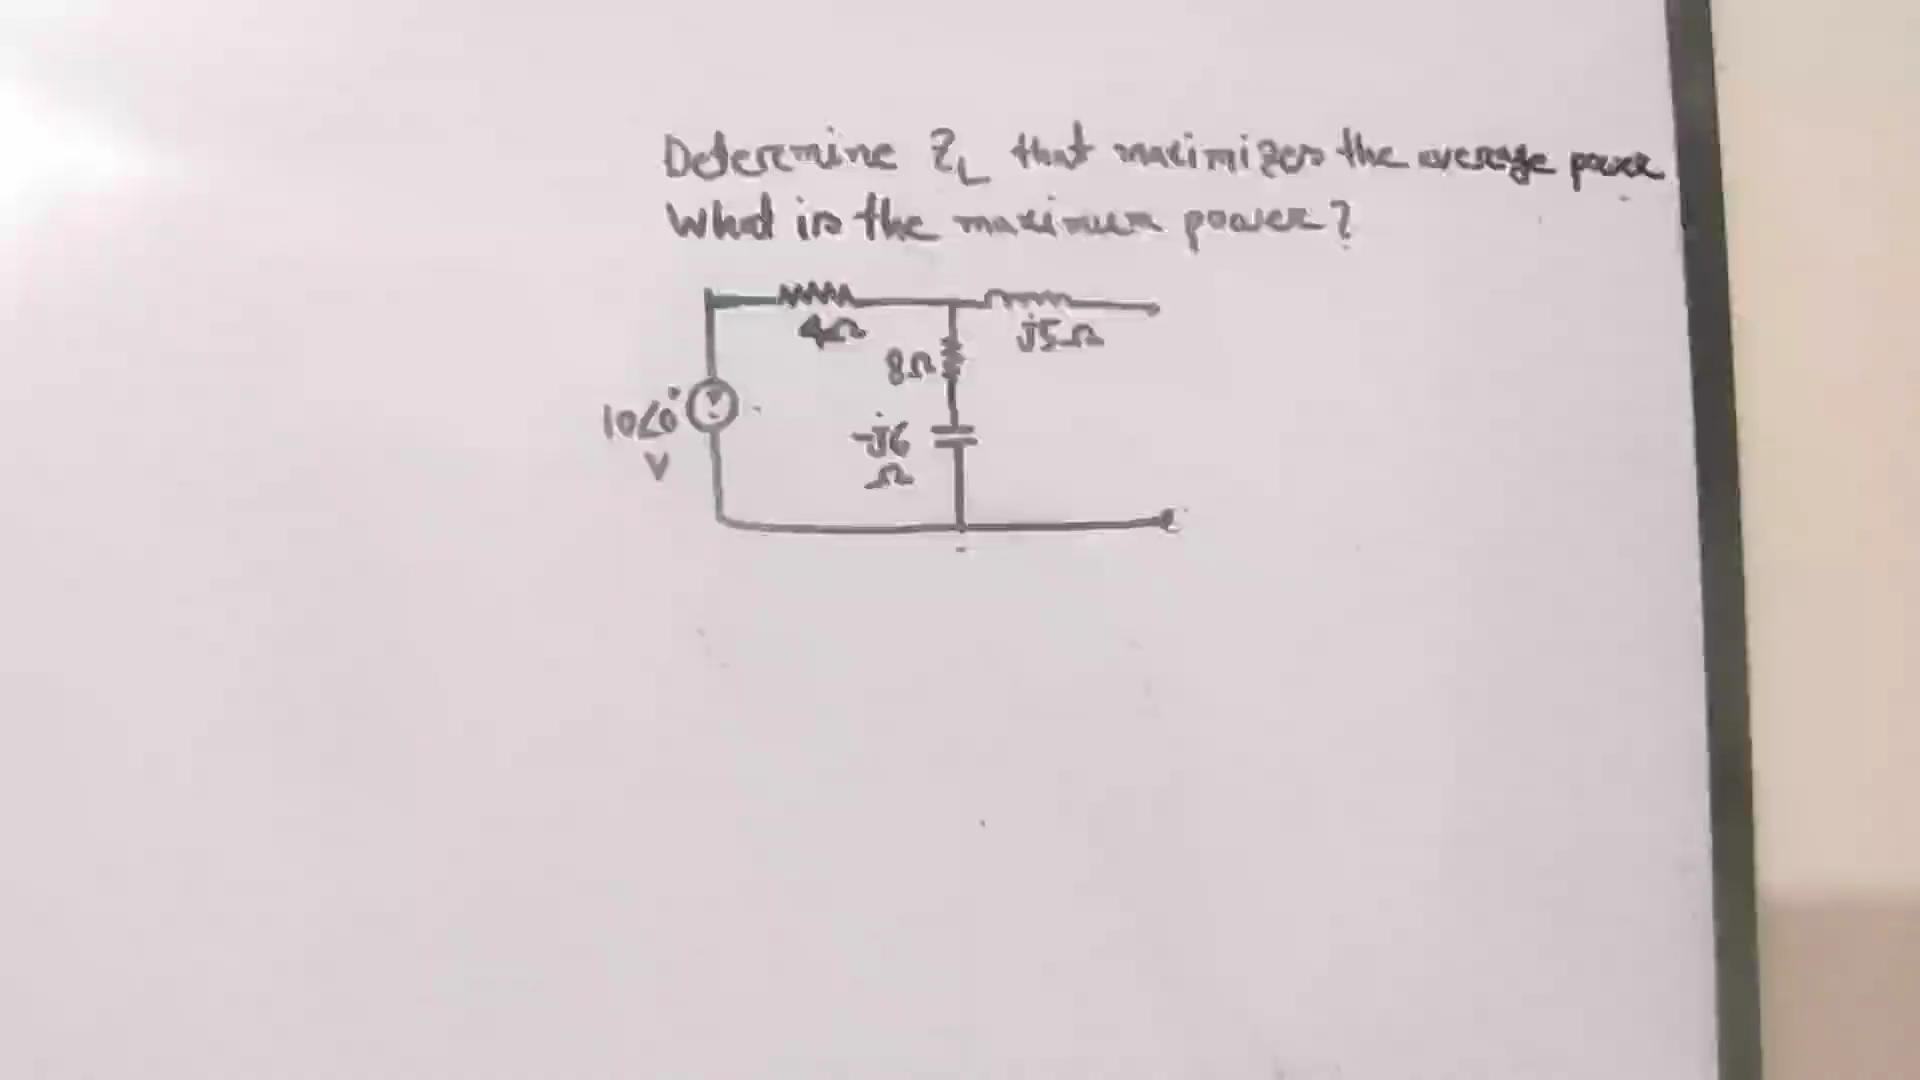 Determine ZL that maximizes the average power
What is the maximum power?
4Ω
j5Ω
8Ω
10∠0°
V
-j6
Ω